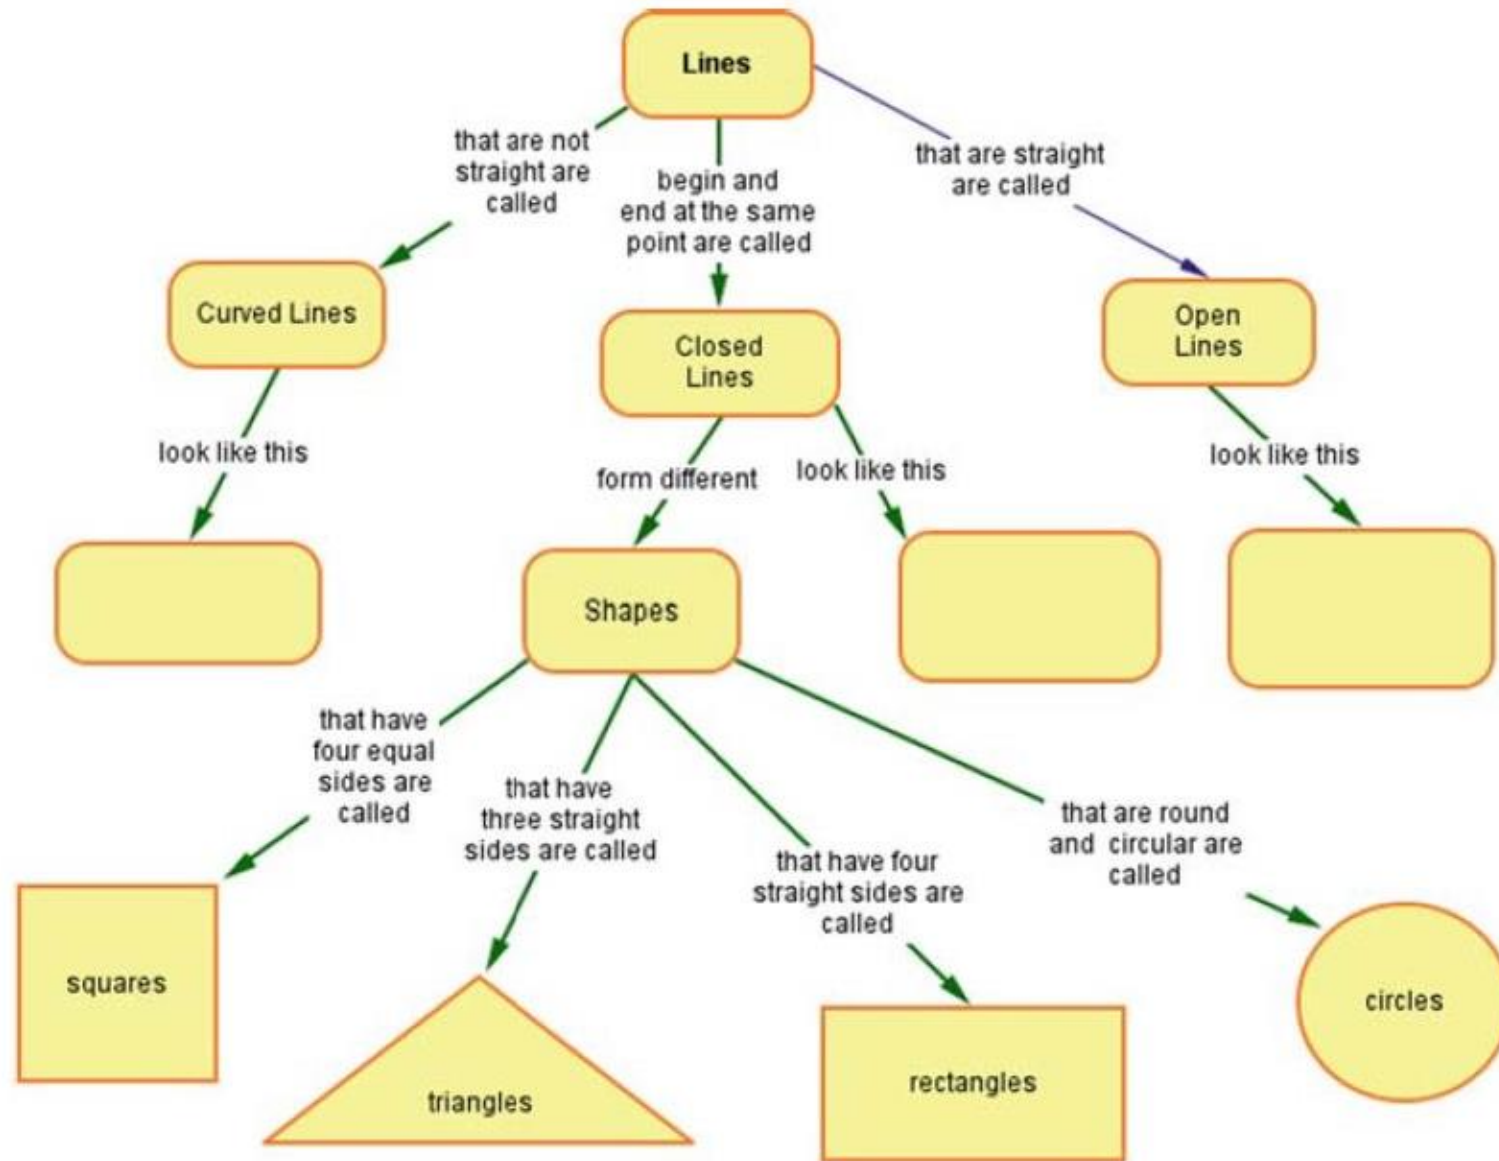 Lines
that are not
straight are
called
begin and
end at the same
point are called
that are straight
are called
Curved Lines
Closed
Lines
Open
Lines
look like this
form different
look like this
look like this
Shapes
that have
four equal
sides are
called
that have
three straight
sides are called
that have four
straight sides are
called
that are round
and circular are
called
squares
triangles
rectangles
circles